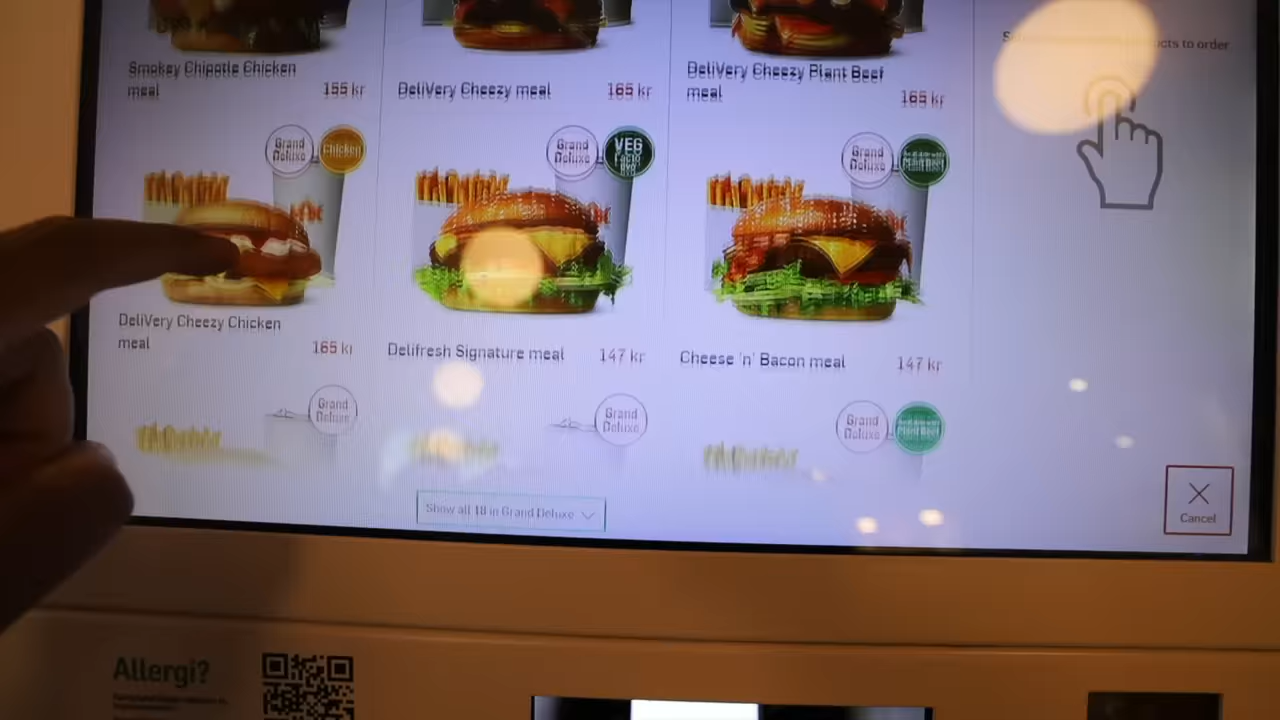 Smokey Chipotle Chicken
meal
155 kr
DeliVery Cheezy meal
165 kr
DeliVery Cheezy Plant Beef
meal
165 kr
to order
Grand
Deluxe
Chicken
Grand
Deluxe
VEG
Grand
Deluxe
Plant Beef
DeliVery Cheezy Chicken
meal
165 kr
Delifresh Signature meal
147 kr
Cheese 'n' Bacon meal
147 kr
Grand
Deluxe
Grand
Deluxe
Grand
Deluxe
Plant Beef
Show all 18 in Grand Deluxe
Cancel
Allergi?